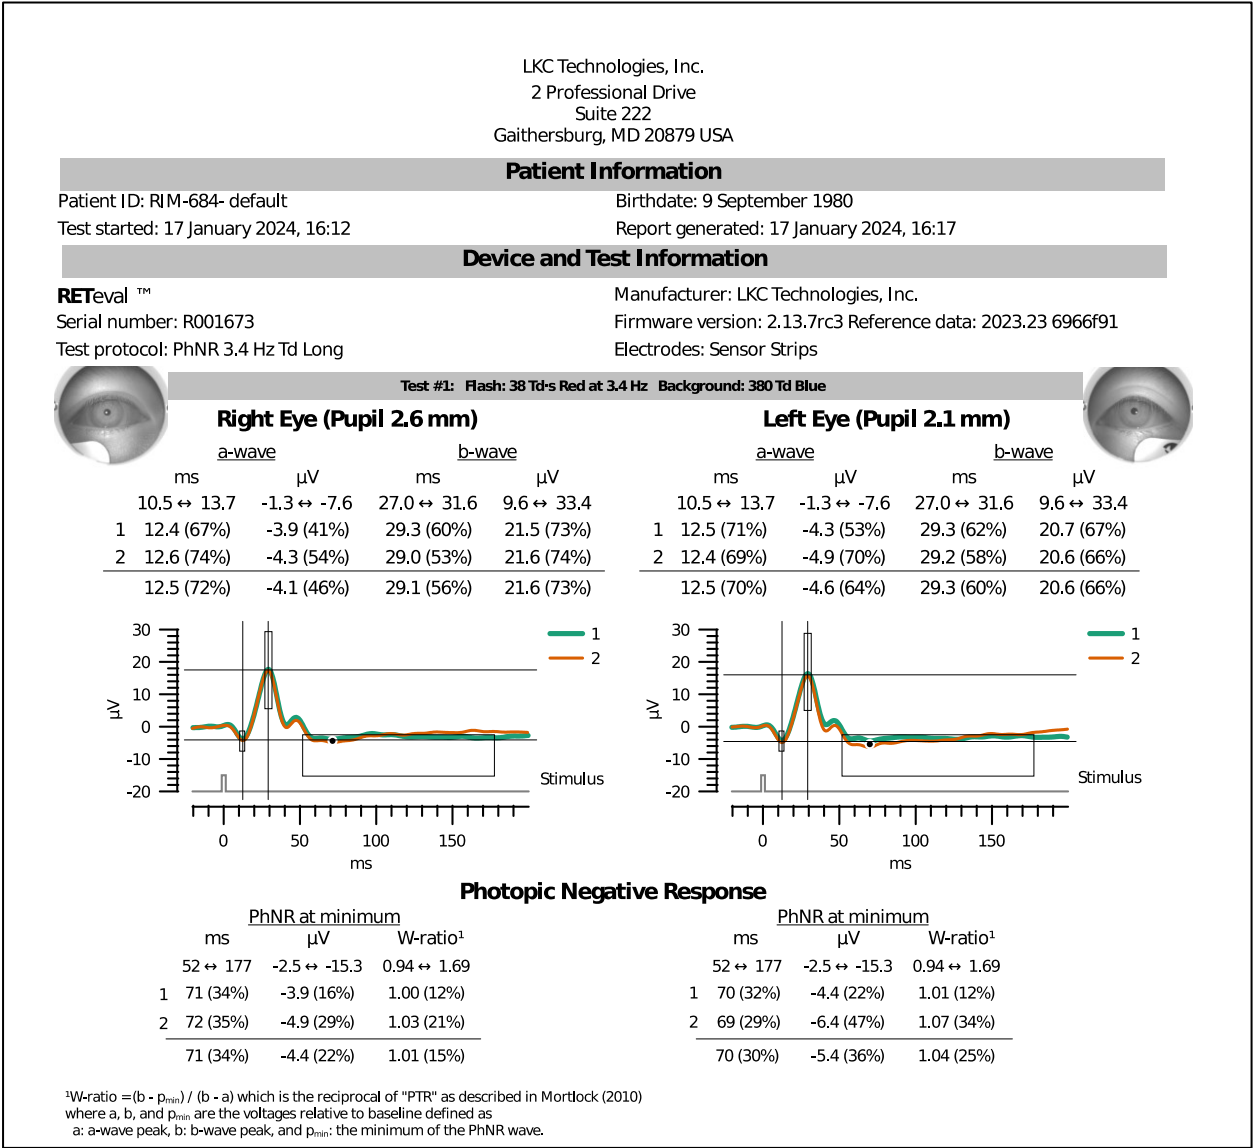 LKC Technologies, Inc.
2 Professional Drive
Suite 222
Gaithersburg, MD 20879 USA
Patient Information
Patient ID: RIM-684- default Birthdate: 9 September 1980
Test started: 17 January 2024, 16:12 Report generated: 17 January 2024, 16:17
Device and Test Information
RETeval ™ Manufacturer: LKC Technologies, Inc.
Serial number: R001673 Firmware version: 2.13.7rc3 Reference data: 2023.23 6966f91
Test protocol: PhNR 3.4 Hz Td Long Electrodes: Sensor Strips
Test #1: Flash: 38 Td·s Red at 3.4 Hz Background: 380 Td Blue
Right Eye (Pupil 2.6 mm)
a-wave b-wave
ms µV ms µV
10.5 ↔ 13.7 -1.3 ↔ -7.6 27.0 ↔ 31.6 9.6 ↔ 33.4
1 12.4 (67%) -3.9 (41%) 29.3 (60%) 21.5 (73%)
2 12.6 (74%) -4.3 (54%) 29.0 (53%) 21.6 (74%)
12.5 (72%) -4.1 (46%) 29.1 (56%) 21.6 (73%)
Left Eye (Pupil 2.1 mm)
a-wave b-wave
ms µV ms µV
10.5 ↔ 13.7 -1.3 ↔ -7.6 27.0 ↔ 31.6 9.6 ↔ 33.4
1 12.5 (71%) -4.3 (53%) 29.3 (62%) 20.7 (67%)
2 12.4 (69%) -4.9 (70%) 29.2 (58%) 20.6 (66%)
12.5 (70%) -4.6 (64%) 29.3 (60%) 20.6 (66%)
30
20
10
0
-10
-20
µV
1
2
Stimulus
0 50 100 150
ms
30
20
10
0
-10
-20
µV
1
2
Stimulus
0 50 100 150
ms
Photopic Negative Response
PhNR at minimum
ms µV W-ratio¹
52 ↔ 177 -2.5 ↔ -15.3 0.94 ↔ 1.69
1 71 (34%) -3.9 (16%) 1.00 (12%)
2 72 (35%) -4.9 (29%) 1.03 (21%)
71 (34%) -4.4 (22%) 1.01 (15%)
PhNR at minimum
ms µV W-ratio¹
52 ↔ 177 -2.5 ↔ -15.3 0.94 ↔ 1.69
1 70 (32%) -4.4 (22%) 1.01 (12%)
2 69 (29%) -6.4 (47%) 1.07 (34%)
70 (30%) -5.4 (36%) 1.04 (25%)
¹W-ratio = (b - pmin) / (b - a) which is the reciprocal of "PTR" as described in Mortlock (2010)
where a, b, and pmin are the voltages relative to baseline defined as
a: a-wave peak, b: b-wave peak, and pmin: the minimum of the PhNR wave.